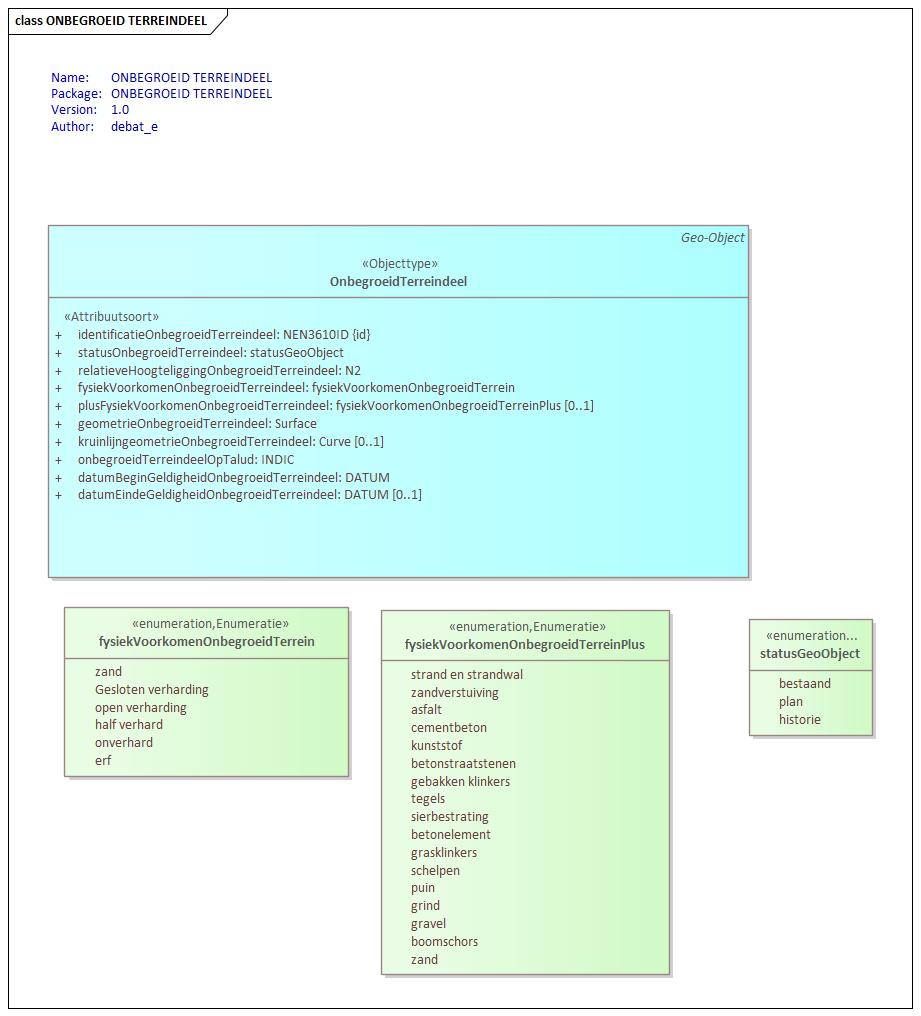 class ONBEGROEID TERREINDEEL
Name: ONBEGROEID TERREINDEEL
Package: ONBEGROEID TERREINDEEL
Version: 1.0
Author: debat_e
Geo-Object
«Objecttype»
OnbegroeidTerreindeel
«Attribuutsoort»
+ identificatieOnbegroeidTerreindeel: NEN3610ID {id}
+ statusOnbegroeidTerreindeel: statusGeoObject
+ relatieveHoogteliggingOnbegroeidTerreindeel: N2
+ fysiekVoorkomenOnbegroeidTerreindeel: fysiekVoorkomenOnbegroeidTerrein
+ plusFysiekVoorkomenOnbegroeidTerreindeel: fysiekVoorkomenOnbegroeidTerreinPlus [0..1]
+ geometrieOnbegroeidTerreindeel: Surface
+ kruinlijngeometrieOnbegroeidTerreindeel: Curve [0..1]
+ onbegroeidTerreindeelOpTalud: INDIC
+ datumBeginGeldigheidOnbegroeidTerreindeel: DATUM
+ datumEindeGeldigheidOnbegroeidTerreindeel: DATUM [0..1]
«enumeration,Enumeratie»
fysiekVoorkomenOnbegroeidTerrein
zand
Gesloten verharding
open verharding
half verhard
onverhard
erf
«enumeration,Enumeratie»
fysiekVoorkomenOnbegroeidTerreinPlus
strand en strandwal
zandverstuiving
asfalt
cementbeton
kunststof
betonstraatstenen
gebakken klinkers
tegels
sierbestrating
betonelement
grasklinkers
schelpen
puin
grind
gravel
boomschors
zand
«enumeration...
statusGeoObject
bestaand
plan
historie